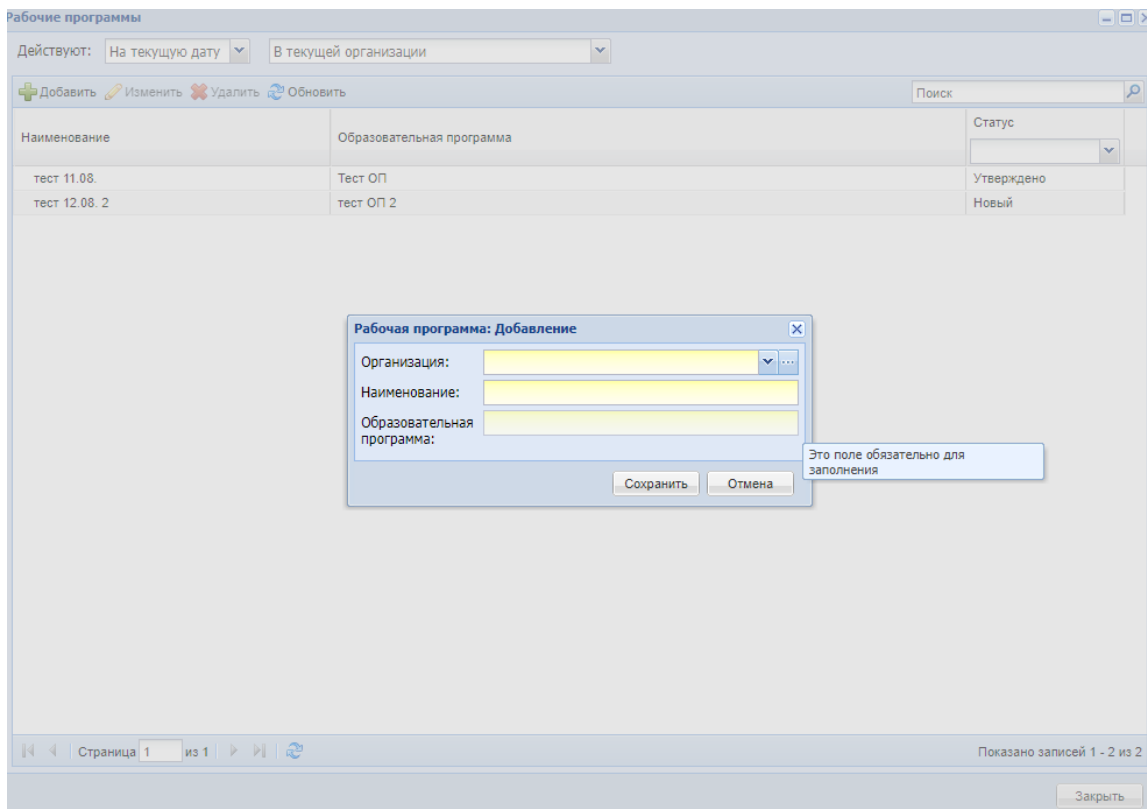 Рабочие программы
Действуют: На текущую дату В текущей организации
Добавить Изменить Удалить Обновить Поиск
Наименование Образовательная программа Статус
тест 11.08. Тест ОП Утверждено
тест 12.08. 2 тест ОП 2 Новый
Рабочая программа: Добавление
Организация:
Наименование:
Образовательная
программа:
Это поле обязательно для
заполнения
Сохранить Отмена
Страница 1 из 1 Показано записей 1 - 2 из 2
Закрыть